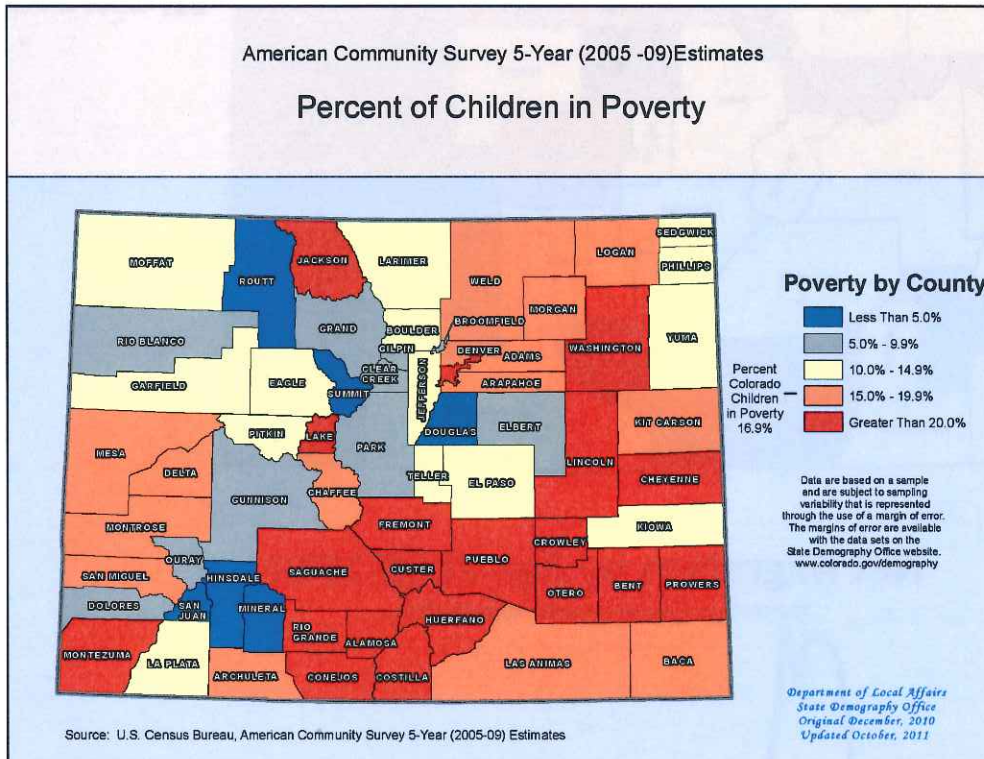 American Community Survey 5-Year (2005 -09)Estimates
Percent of Children in Poverty
MOFFAT
ROUTT
JACKSON
LARIMER
WELD
LOGAN
SEDGWICK
PHILLIPS
MORGAN
RIO BLANCO
GRAND
BOULDER
BROOMFIELD
GILPIN
WASHINGTON
YUMA
CLEAR
CREEK
DENVER
ADAMS
GARFIELD
EAGLE
SUMMIT
JEFFERSON
ARAPAHOE
PITKIN
LAKE
PARK
DOUGLAS
ELBERT
KIT CARSON
MESA
DELTA
LINCOLN
TELLER
EL PASO
CHEYENNE
GUNNISON
CHAFFEE
MONTROSE
FREMONT
KIOWA
OURAY
PUEBLO
CROWLEY
SAN MIGUEL
HINSDALE
SAGUACHE
CUSTER
OTERO
BENT
PROWERS
DOLORES
SAN
JUAN
MINERAL
RIO
GRANDE
ALAMOSA
HUERFANO
MONTEZUMA
LA PLATA
ARCHULETA
CONEJOS
COSTILLA
LAS ANIMAS
BACA
Poverty by County
Less Than 5.0%
5.0% - 9.9%
10.0% - 14.9%
15.0% - 19.9%
Greater Than 20.0%
Percent
Colorado
Children
in Poverty
16.9%
Data are based on a sample
and are subject to sampling
variability that is represented
through the use of a margin of error.
The margins of error are available
with the data sets on the
State Demography Office website.
www.colorado.gov/demography
Department of Local Affairs
State Demography Office
Original December, 2010
Updated October, 2011
Source: U.S. Census Bureau, American Community Survey 5-Year (2005-09) Estimates